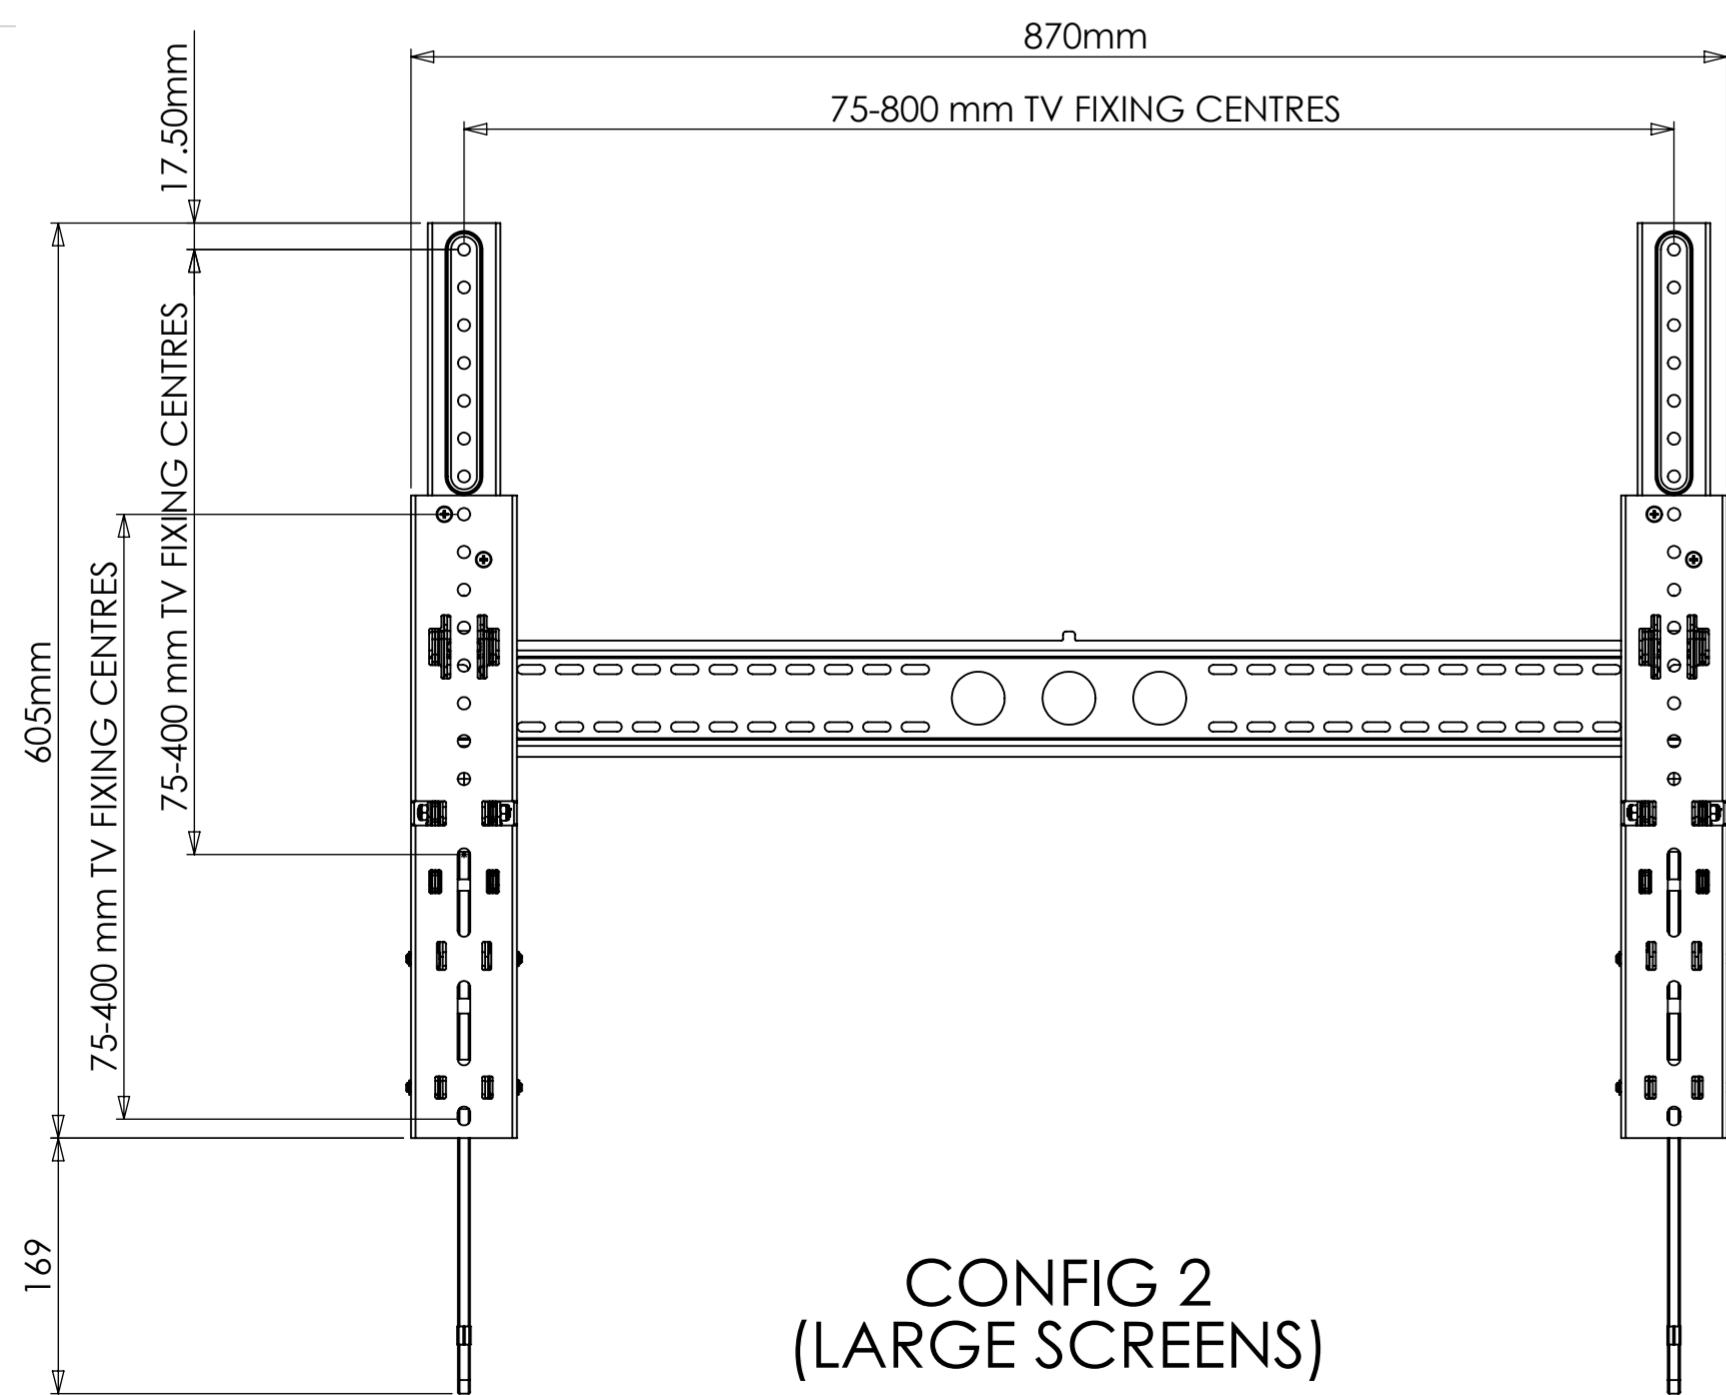 870mm
75-800 mm TV FIXING CENTRES
17.50mm
75-400 mm TV FIXING CENTRES
75-400 mm TV FIXING CENTRES
605mm
169
CONFIG 2
(LARGE SCREENS)